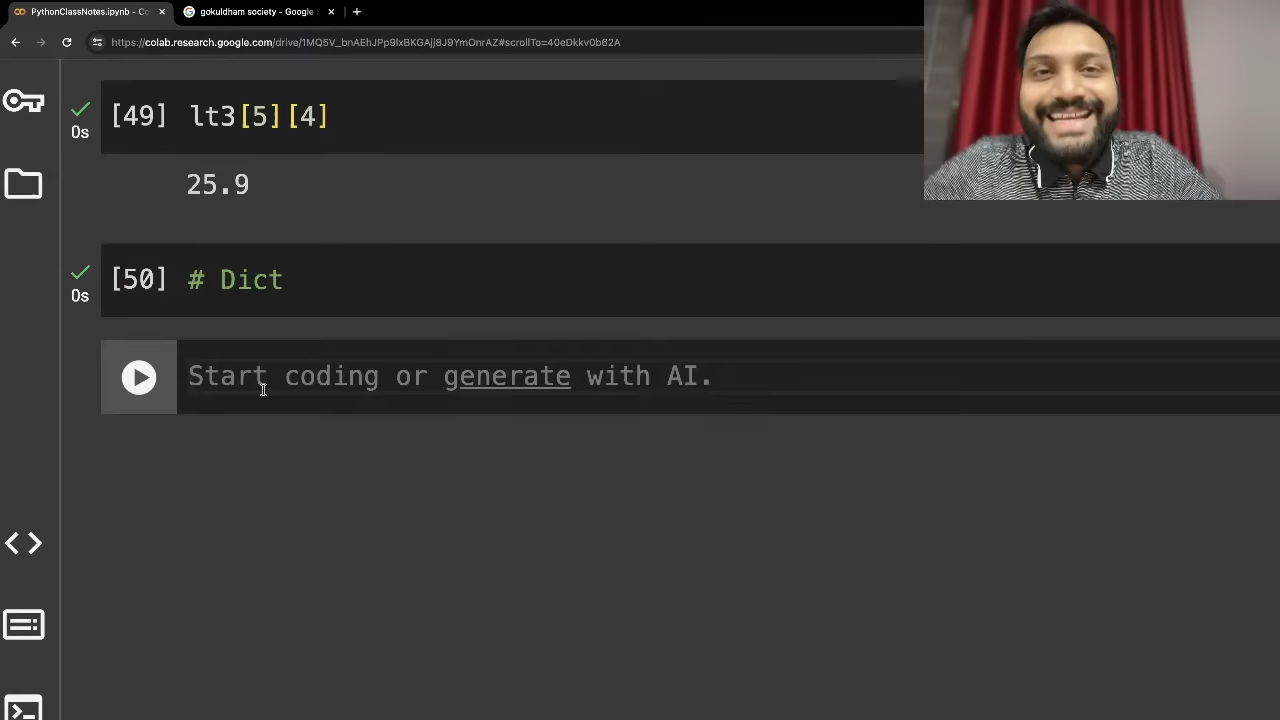 PythonClassNotes.ipynb - Co
gokuldham society - Google S
https://colab.research.google.com/drive/1MQ5V_bnAEhJPp9lxBKGAjj8J9YmOnrAZ#scrollTo=40eDkkv0b62A
[49] lt3[5][4]
0s
25.9
[50] # Dict
0s
Start coding or generate with AI.